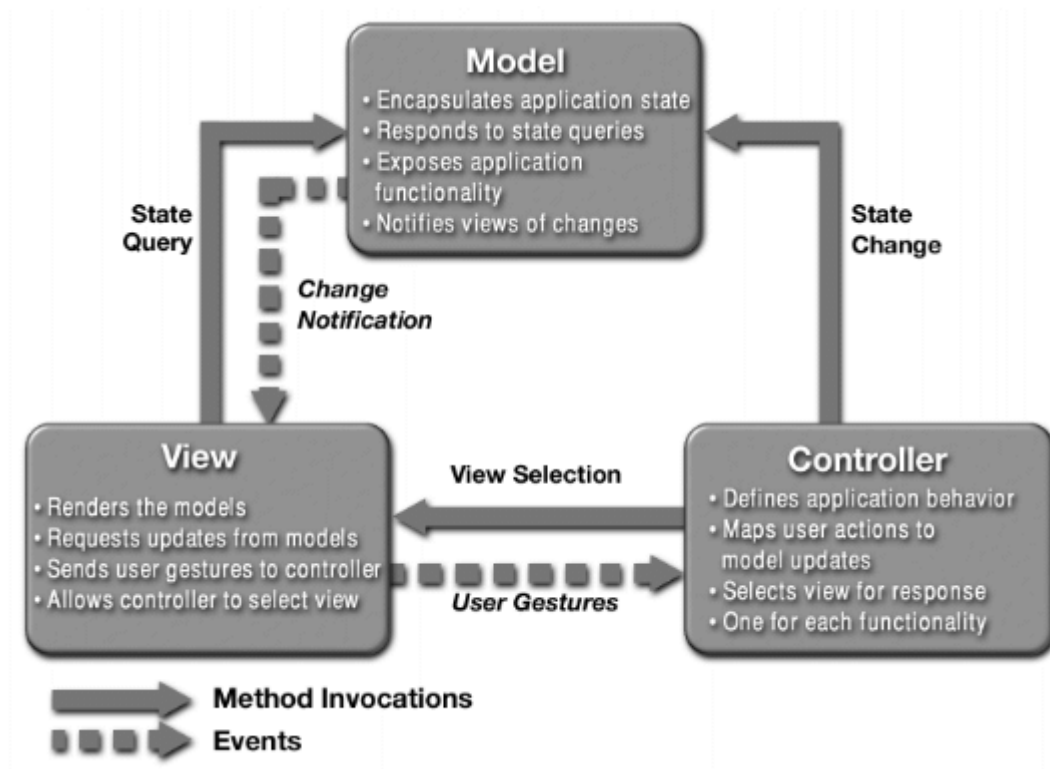 Model
• Encapsulates application state
• Responds to state queries
• Exposes application
functionality
• Notifies views of changes
State
Query
State
Change
Change
Notification
View
• Renders the models
• Requests updates from models
• Sends user gestures to controller
• Allows controller to select view
View Selection
User Gestures
Controller
• Defines application behavior
• Maps user actions to
model updates
• Selects view for response
• One for each functionality
Method Invocations
Events